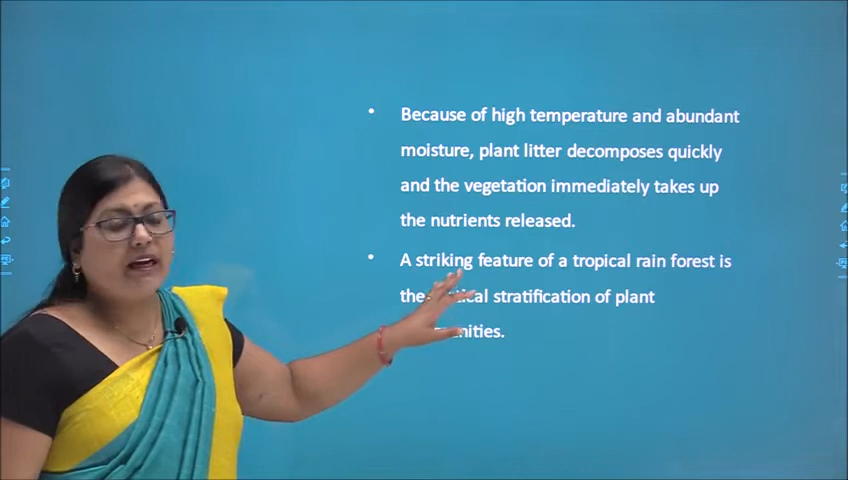 • Because of high temperature and abundant
moisture, plant litter decomposes quickly
and the vegetation immediately takes up
the nutrients released.
• A striking feature of a tropical rain forest is
the stratification of plant